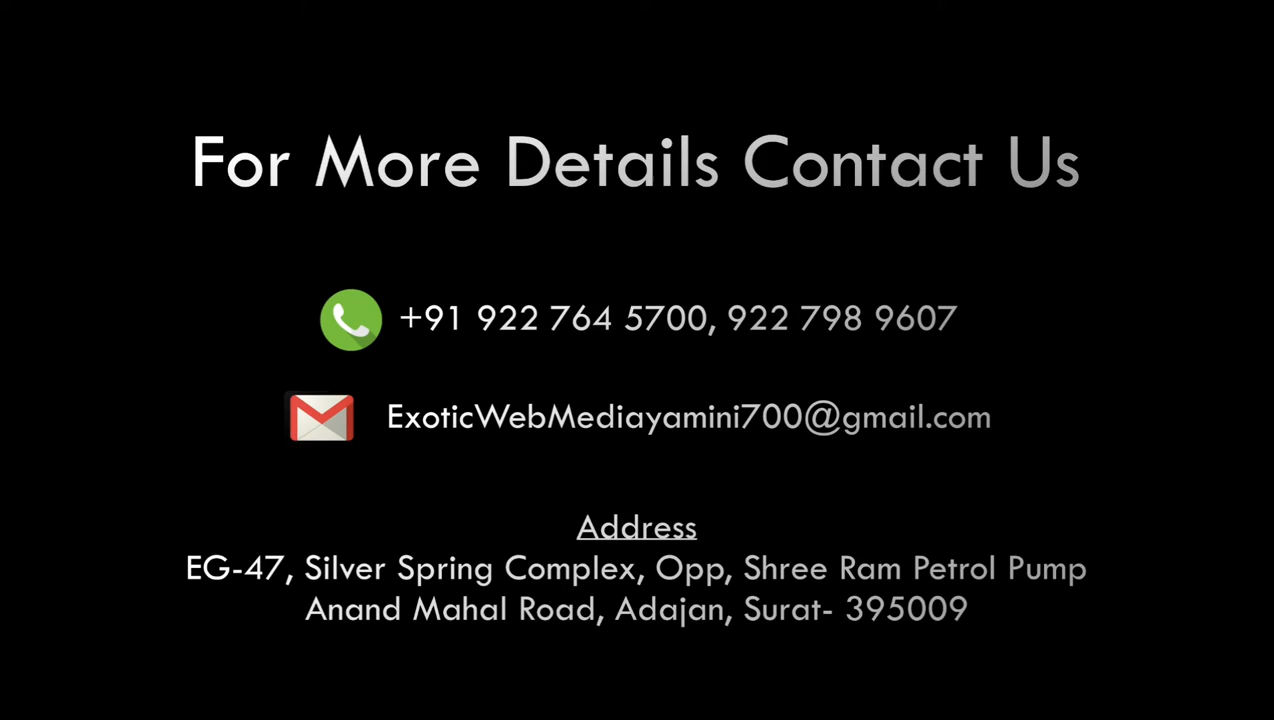 For More Details Contact Us
+91 922 764 5700, 922 798 9607
ExoticWebMediayamini700@gmail.com
Address
EG-47, Silver Spring Complex, Opp, Shree Ram Petrol Pump
Anand Mahal Road, Adajan, Surat- 395009